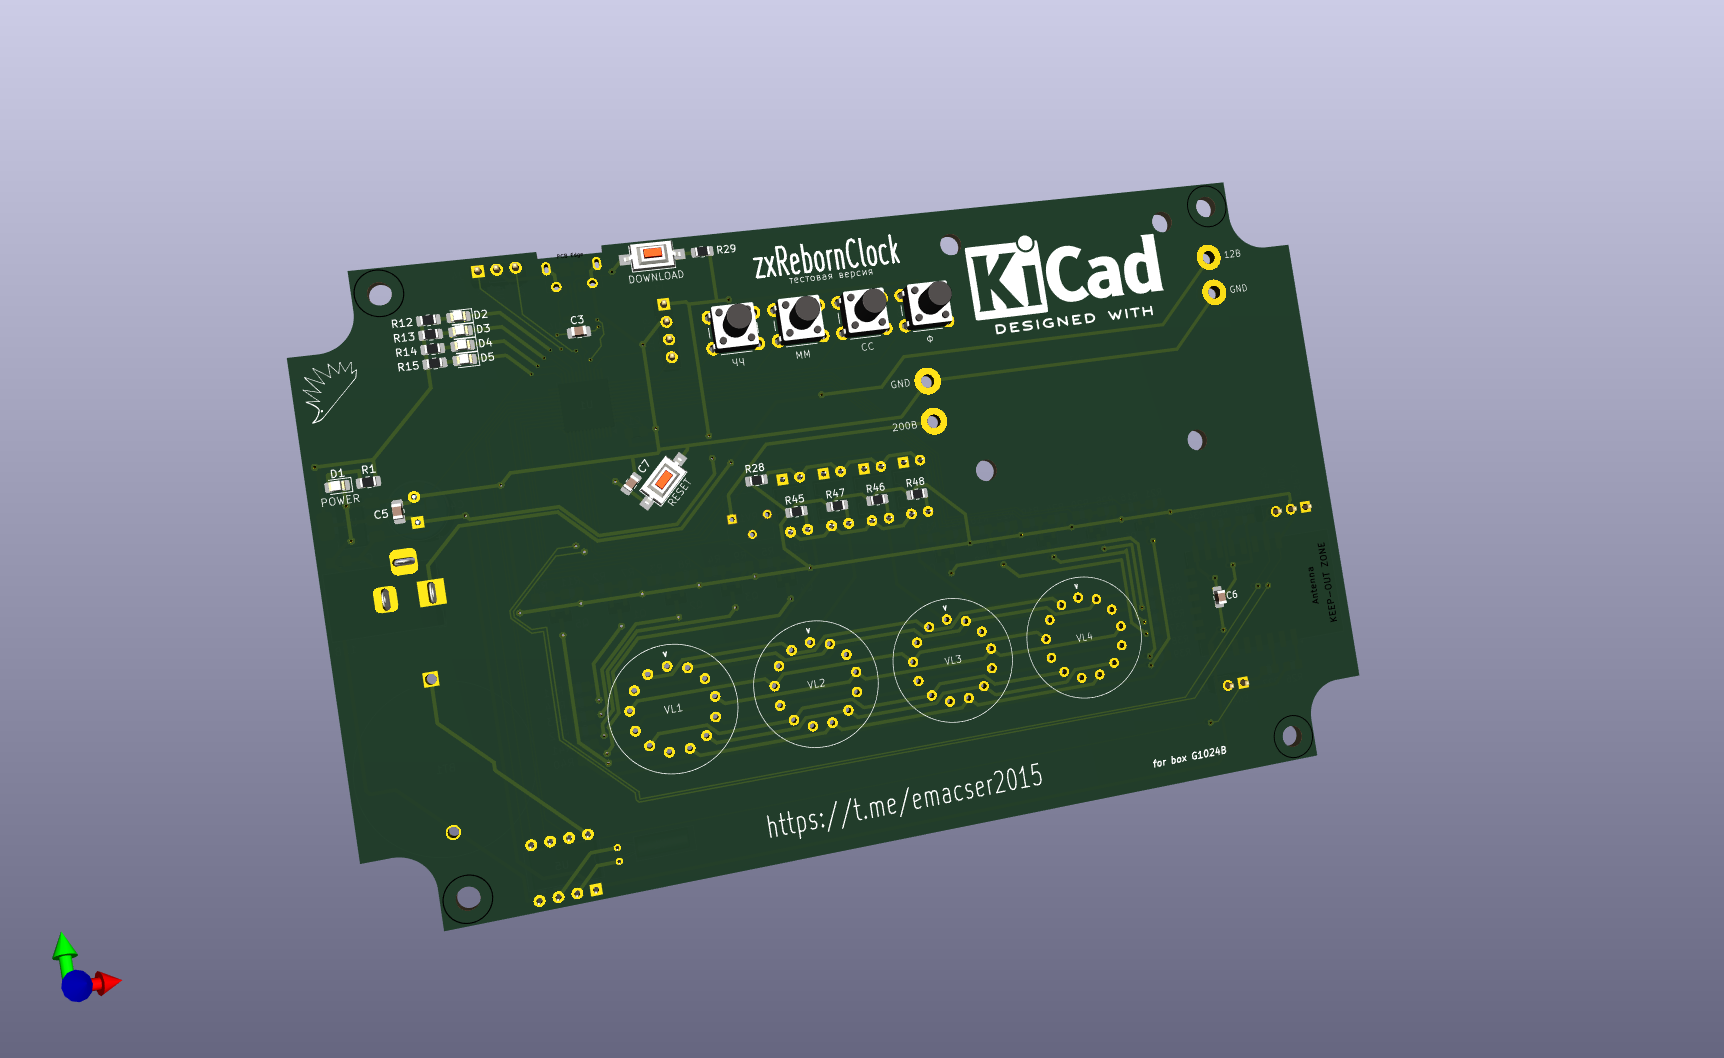 R29
DOWNLOAD
zxRebornClock
тестовая версия
KiCad
DESIGNED WITH
12В
GND
R12
D2
R13
D3
R14
D4
R15
D5
C3
ЧЧ
ММ
СС
Ф
GND
200В
D1
R1
POWER
C5
C7
RESET
R28
R45
R47
R46
R48
Antenna
KEEP-OUT ZONE
C6
VL1
VL2
VL3
VL4
for box G1024B
https://t.me/emacser2015